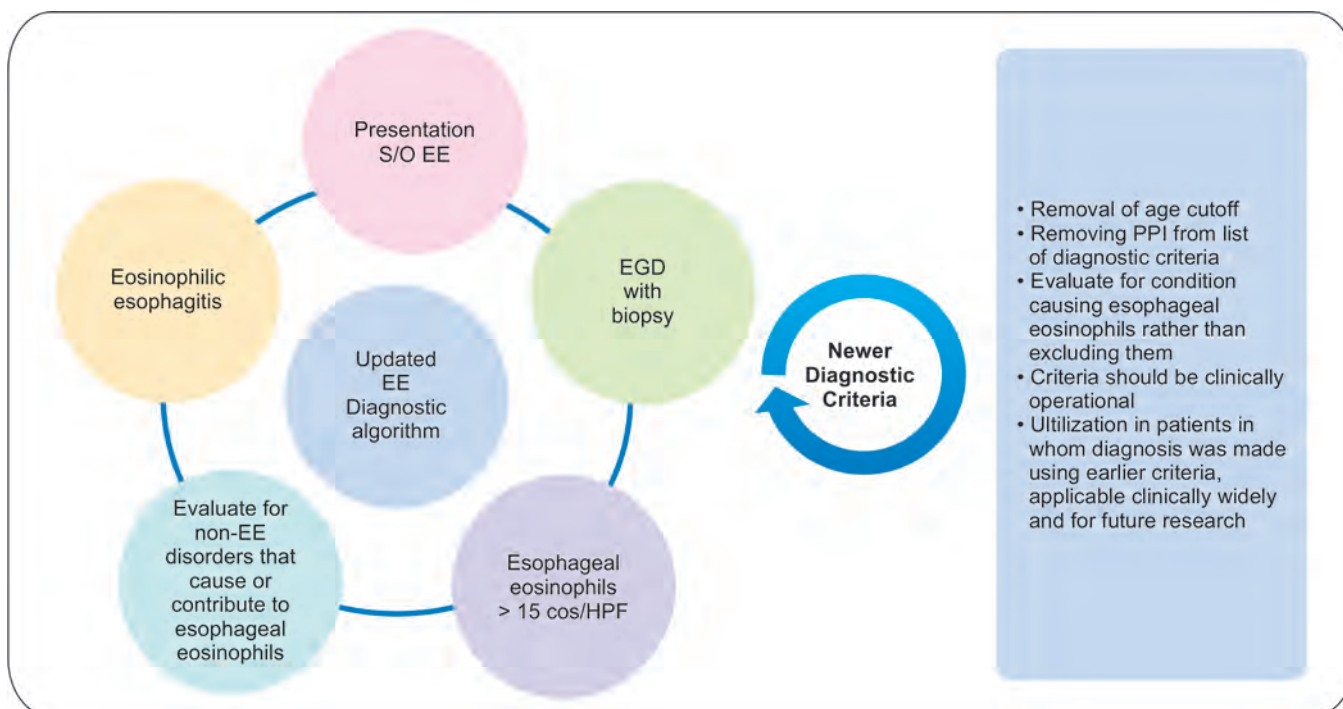 Presentation
S/O EE
EGD
with
biopsy
Esophageal
eosinophils
> 15 cos/HPF
Evaluate for
non-EE
disorders that
cause or
contribute to
esophageal
eosinophils
Eosinophilic
esophagitis
Updated
EE
Diagnostic
algorithm
Newer
Diagnostic
Criteria
• Removal of age cutoff
• Removing PPI from list
of diagnostic criteria
• Evaluate for condition
causing esophageal
eosinophils rather than
excluding them
• Criteria should be clinically
operational
• Ultilization in patients in
whom diagnosis was made
using earlier criteria,
applicable clinically widely
and for future research